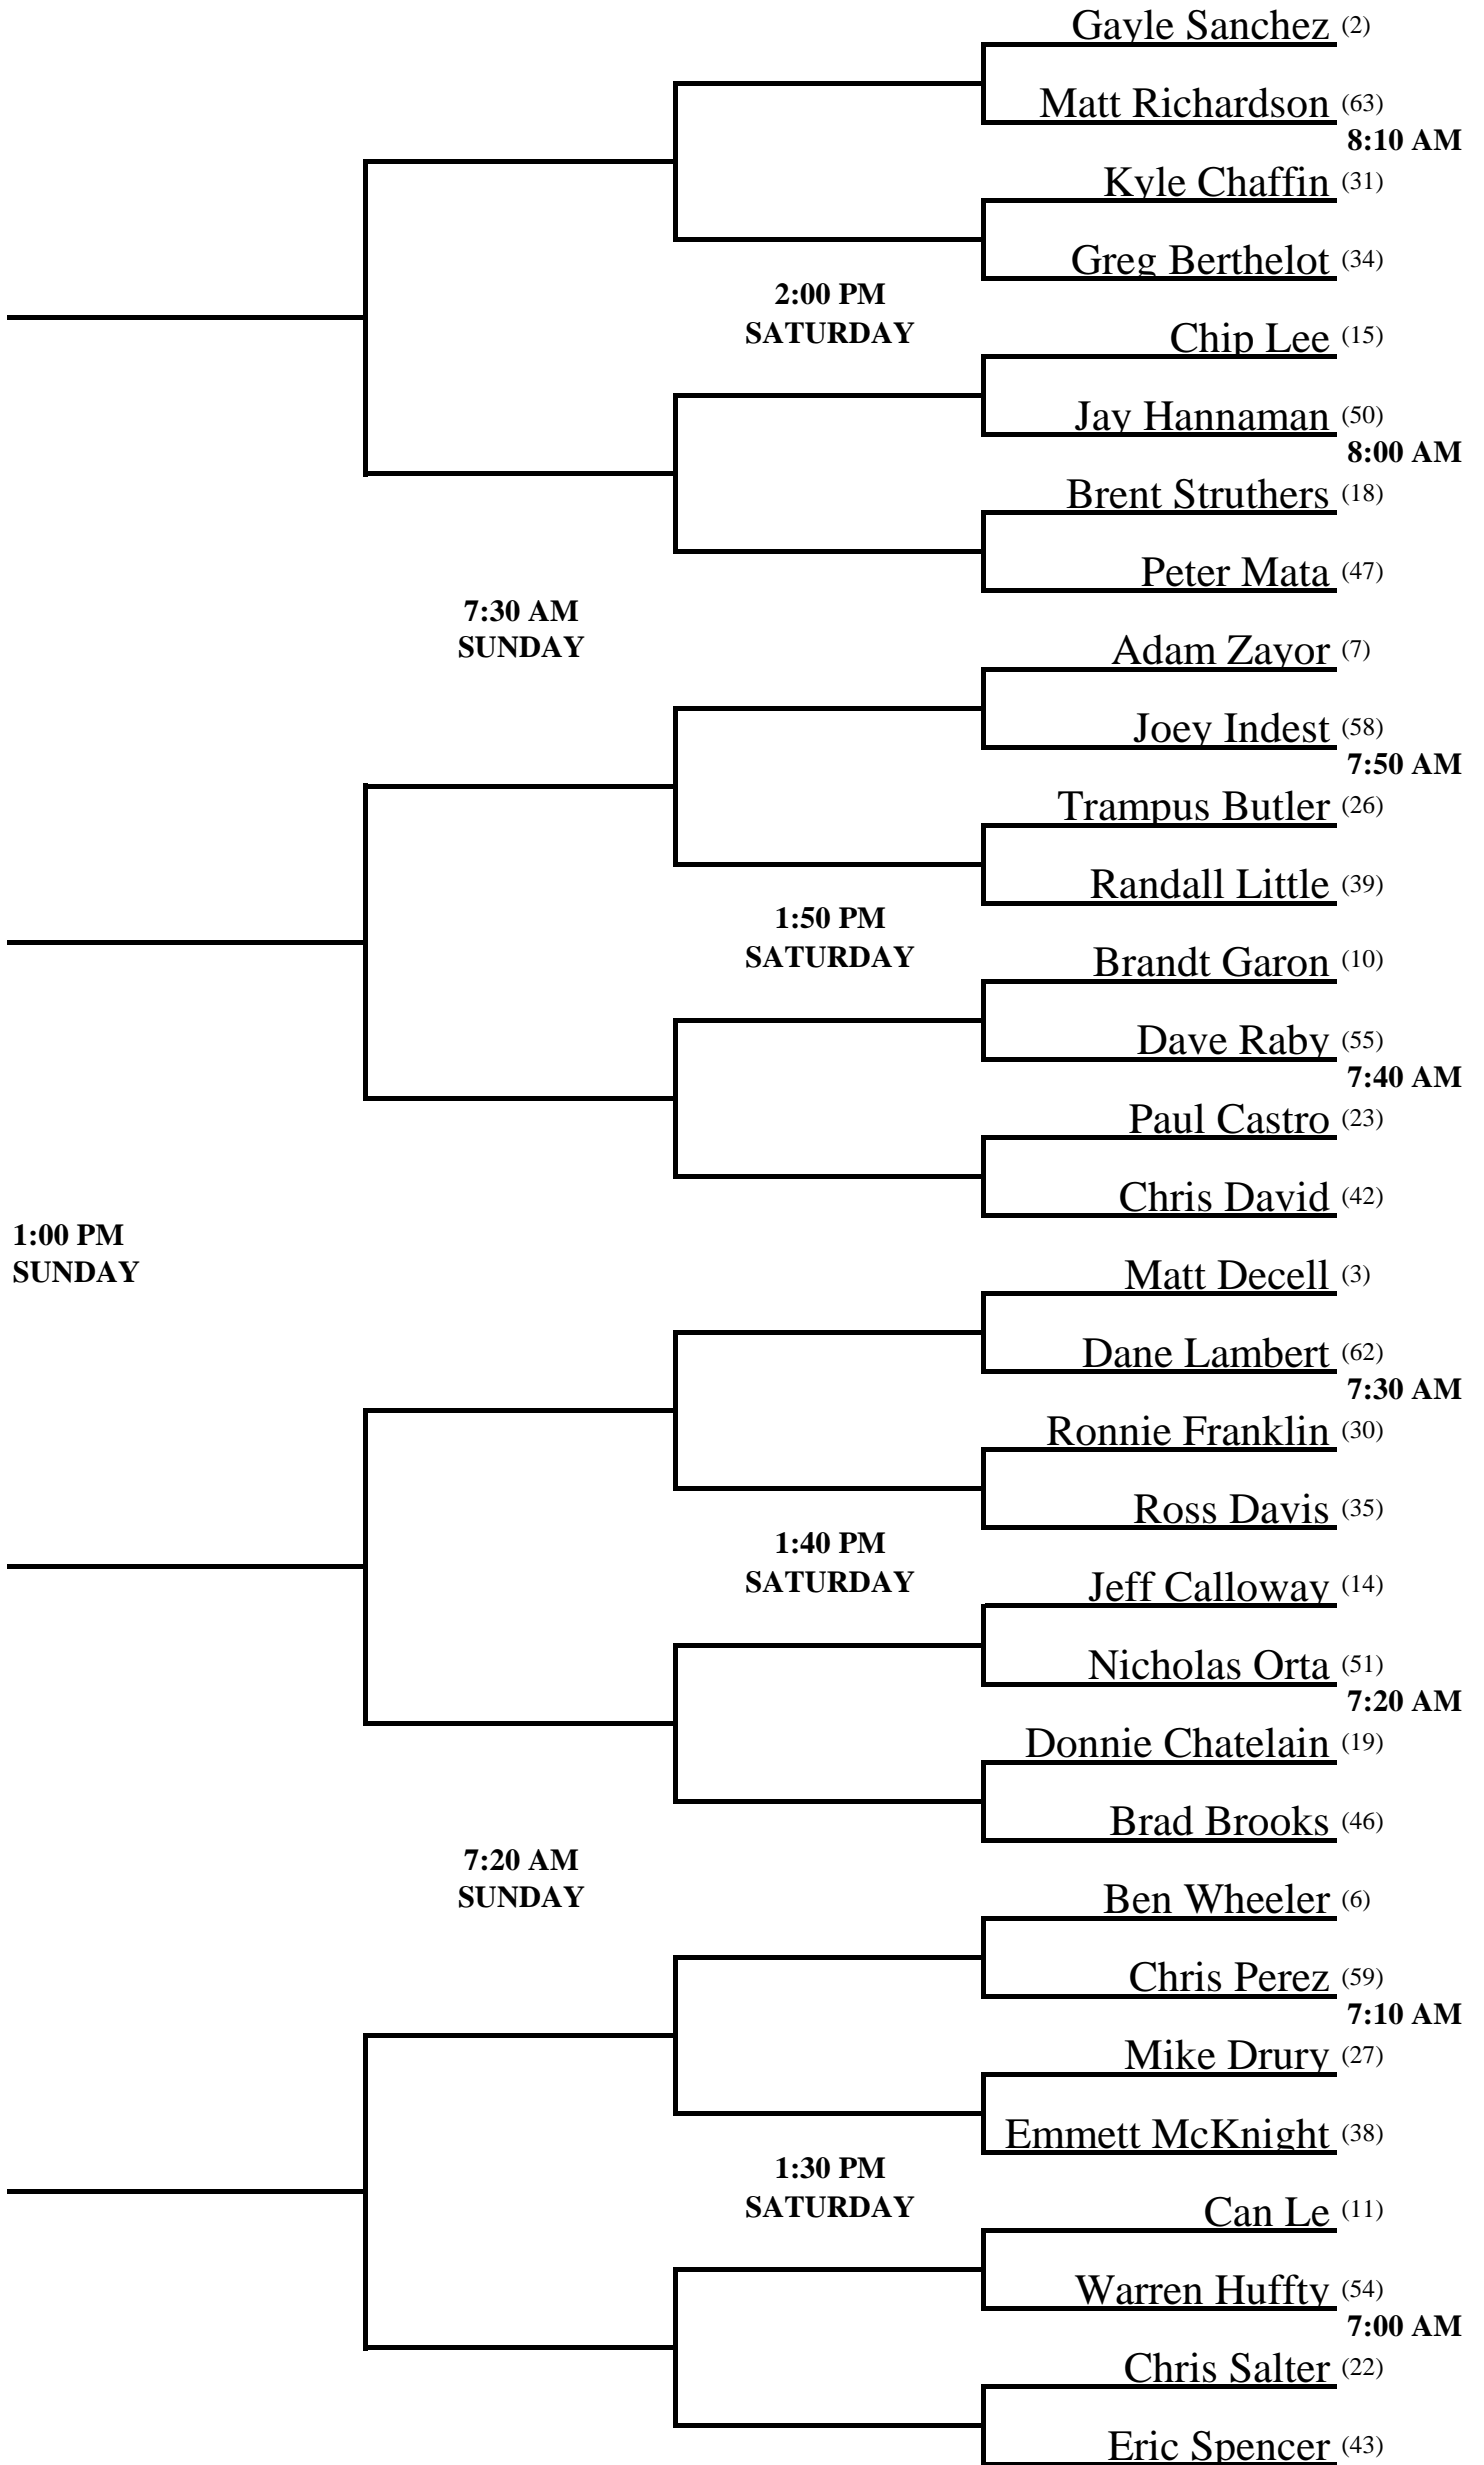 Gayle Sanchez (2)
Matt Richardson (63)
8:10 AM
Kyle Chaffin (31)
Greg Berthelot (34)
2:00 PM
SATURDAY
Chip Lee (15)
Jay Hannaman (50)
8:00 AM
Brent Struthers (18)
Peter Mata (47)
7:30 AM
SUNDAY
Adam Zayor (7)
Joey Indest (58)
7:50 AM
Trampus Butler (26)
Randall Little (39)
1:50 PM
SATURDAY
Brandt Garon (10)
Dave Raby (55)
7:40 AM
Paul Castro (23)
Chris David (42)
1:00 PM
SUNDAY
Matt Decell (3)
Dane Lambert (62)
7:30 AM
Ronnie Franklin (30)
Ross Davis (35)
1:40 PM
SATURDAY
Jeff Calloway (14)
Nicholas Orta (51)
7:20 AM
Donnie Chatelain (19)
Brad Brooks (46)
7:20 AM
SUNDAY
Ben Wheeler (6)
Chris Perez (59)
7:10 AM
Mike Drury (27)
Emmett McKnight (38)
1:30 PM
SATURDAY
Can Le (11)
Warren Huffty (54)
7:00 AM
Chris Salter (22)
Eric Spencer (43)